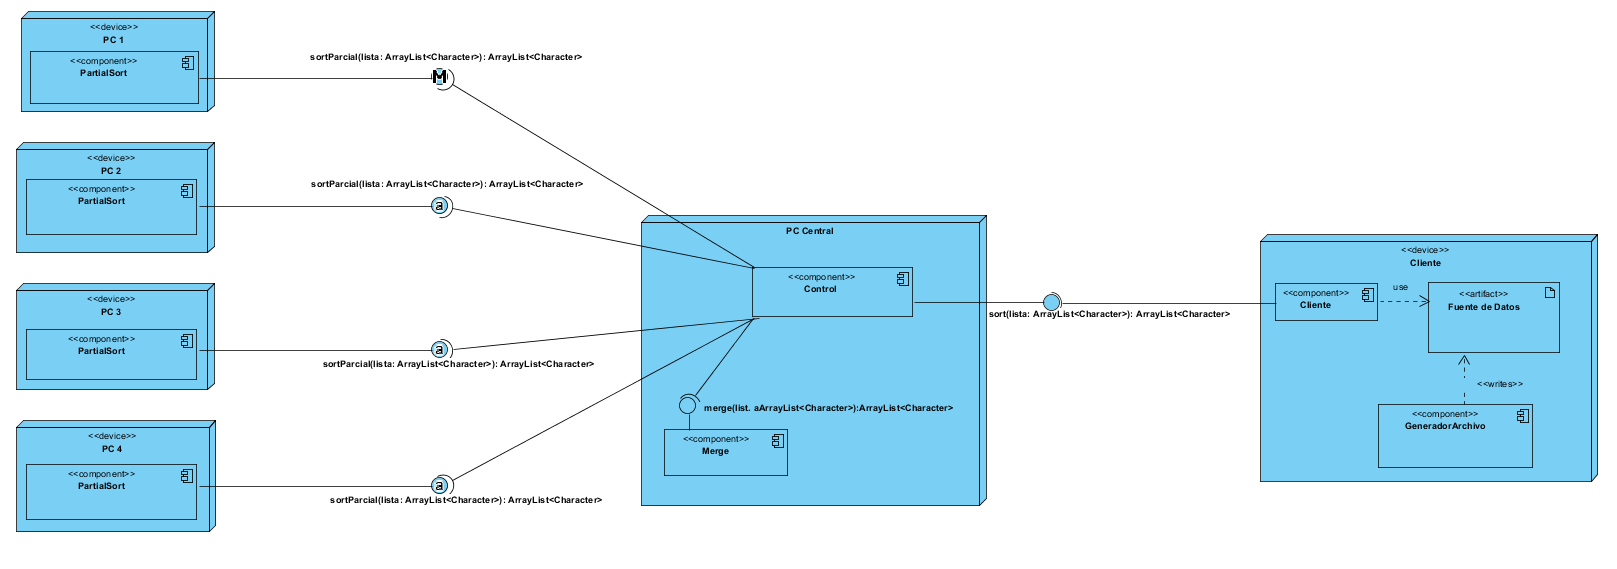 <<device>>
PC 1
<<component>>
PartialSort
sortParcial(lista: ArrayList<Character>): ArrayList<Character>
M
<<device>>
PC 2
<<component>>
PartialSort
sortParcial(lista: ArrayList<Character>): ArrayList<Character>
a
<<device>>
PC 3
<<component>>
PartialSort
a
sortParcial(lista: ArrayList<Character>): ArrayList<Character>
<<device>>
PC 4
<<component>>
PartialSort
a
sortParcial(lista: ArrayList<Character>): ArrayList<Character>
PC Central
<<component>>
Control
merge(list. aArrayList<Character>):ArrayList<Character>
<<component>>
Merge
sort(lista: ArrayList<Character>): ArrayList<Character>
<<device>>
Cliente
<<component>>
Cliente
use
<<artifact>>
Fuente de Datos
<<writes>>
<<component>>
GeneradorArchivo